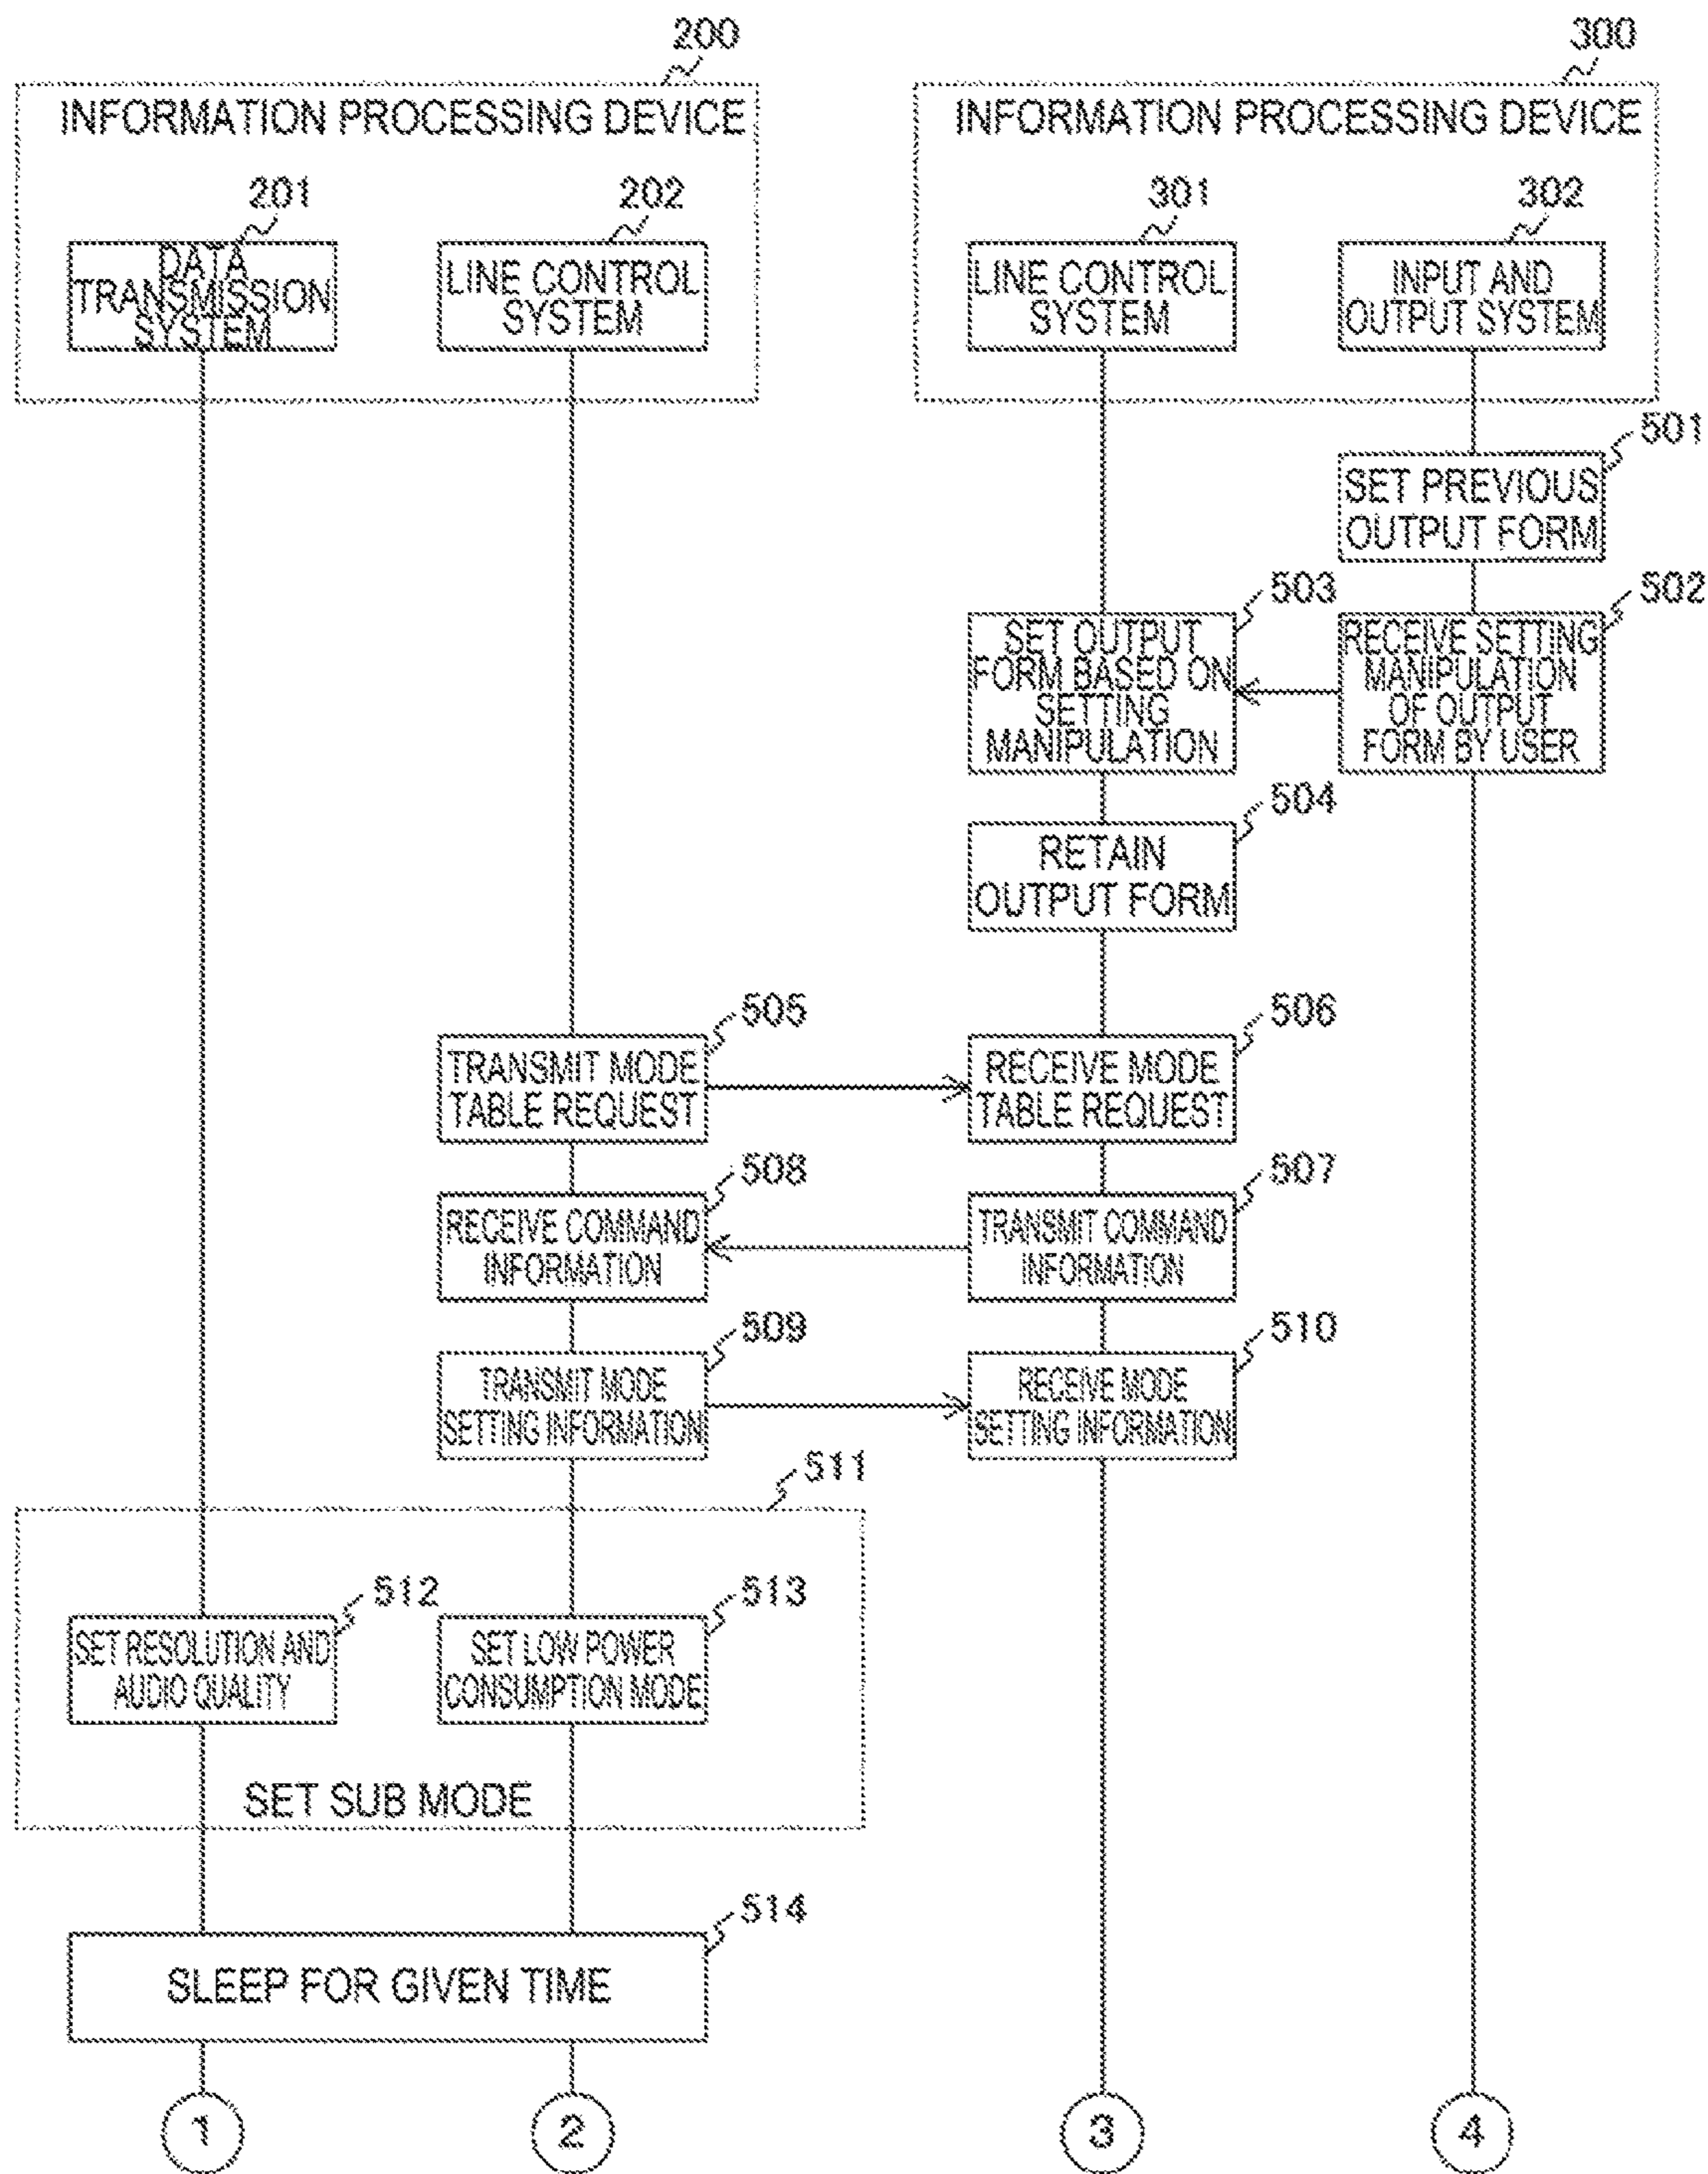 200
300
INFORMATION PROCESSING DEVICE
INFORMATION PROCESSING DEVICE
201
202
301
302
DATA
TRANSMISSION
SYSTEM
LINE CONTROL
SYSTEM
LINE CONTROL
SYSTEM
INPUT AND
OUTPUT SYSTEM
501
SET PREVIOUS
OUTPUT FORM
503
502
SET OUTPUT
FORM BASED ON
SETTING
MANIPULATION
RECEIVE SETTING
MANIPULATION
OF OUTPUT
FORM BY USER
504
RETAIN
OUTPUT FORM
505
506
TRANSMIT MODE
TABLE REQUEST
RECEIVE MODE
TABLE REQUEST
508
507
RECEIVE COMMAND
INFORMATION
TRANSMIT COMMAND
INFORMATION
509
510
TRANSMIT MODE
SETTING INFORMATION
RECEIVE MODE
SETTING INFORMATION
511
512
513
SET RESOLUTION AND
AUDIO QUALITY
SET LOW POWER
CONSUMPTION MODE
SET SUB MODE
514
SLEEP FOR GIVEN TIME
1
2
3
4